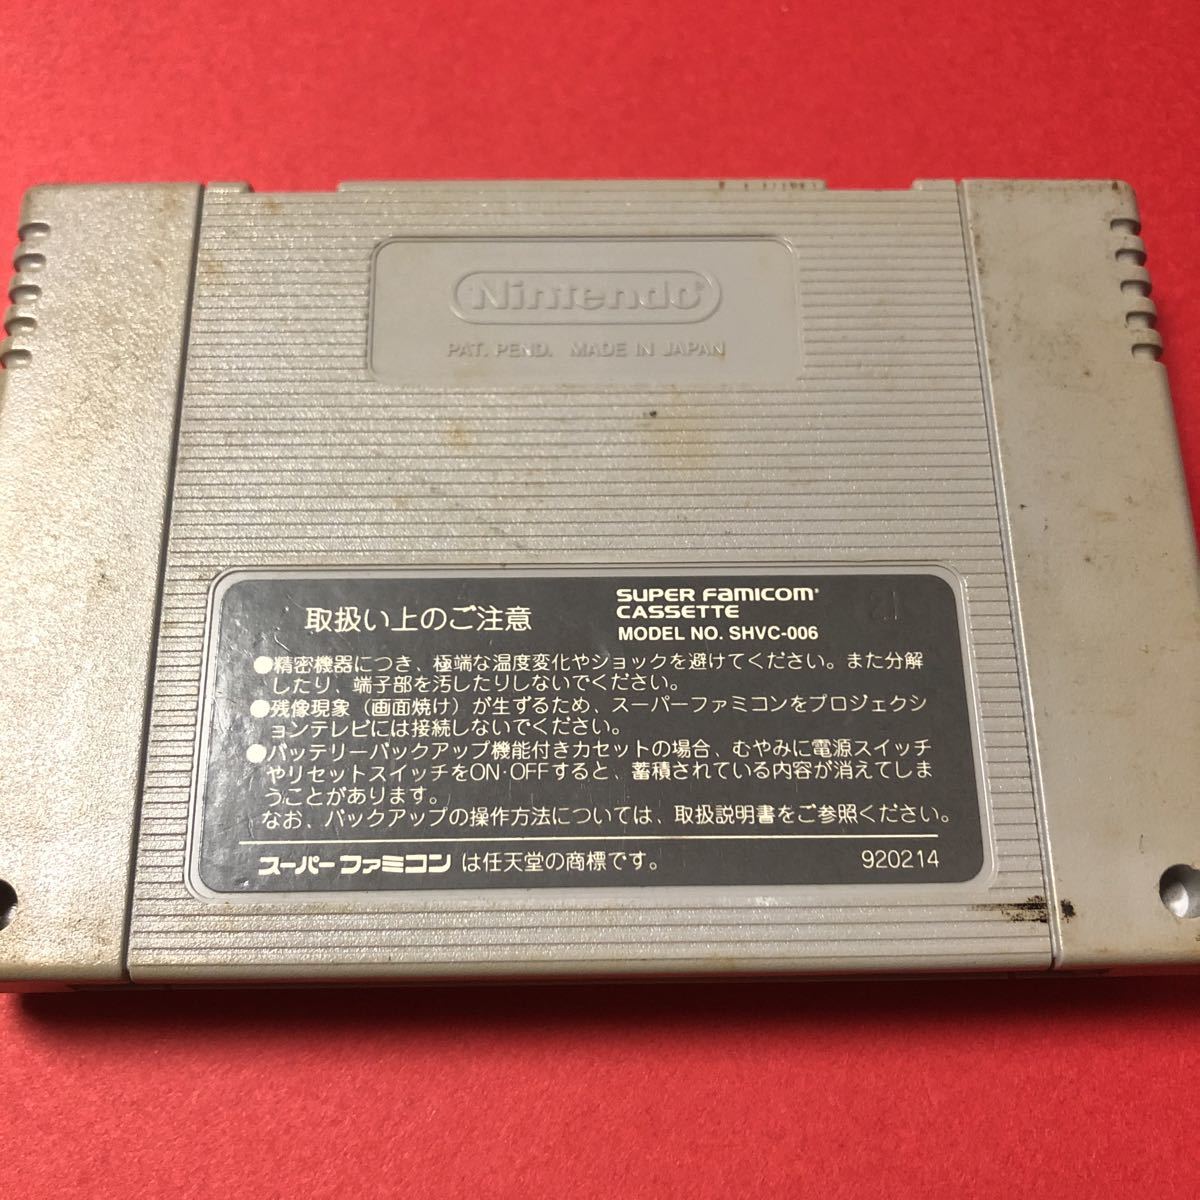 Nintendo®
PAT. PEND. MADE IN JAPAN
取扱い上のご注意
SUPER FAMICOM
CASSETTE
MODEL NO. SHVC-006
21
●精密機器につき、極端な温度変化やショックを避けてください。また分解
したり、端子部を汚したりしないでください。
●残像現象（画面焼け）が生ずるため、スーパーファミコンをプロジェクシ
ョンテレビには接続しないでください。
●バッテリーバックアップ機能付きカセットの場合、むやみに電源スイッチ
やリセットスイッチをON·OFFすると、蓄積されている内容が消えてしま
うことがあります。
なお、バックアップの操作方法については、取扱説明書をご参照ください。
スーパーファミコン は任天堂の商標です。
920214